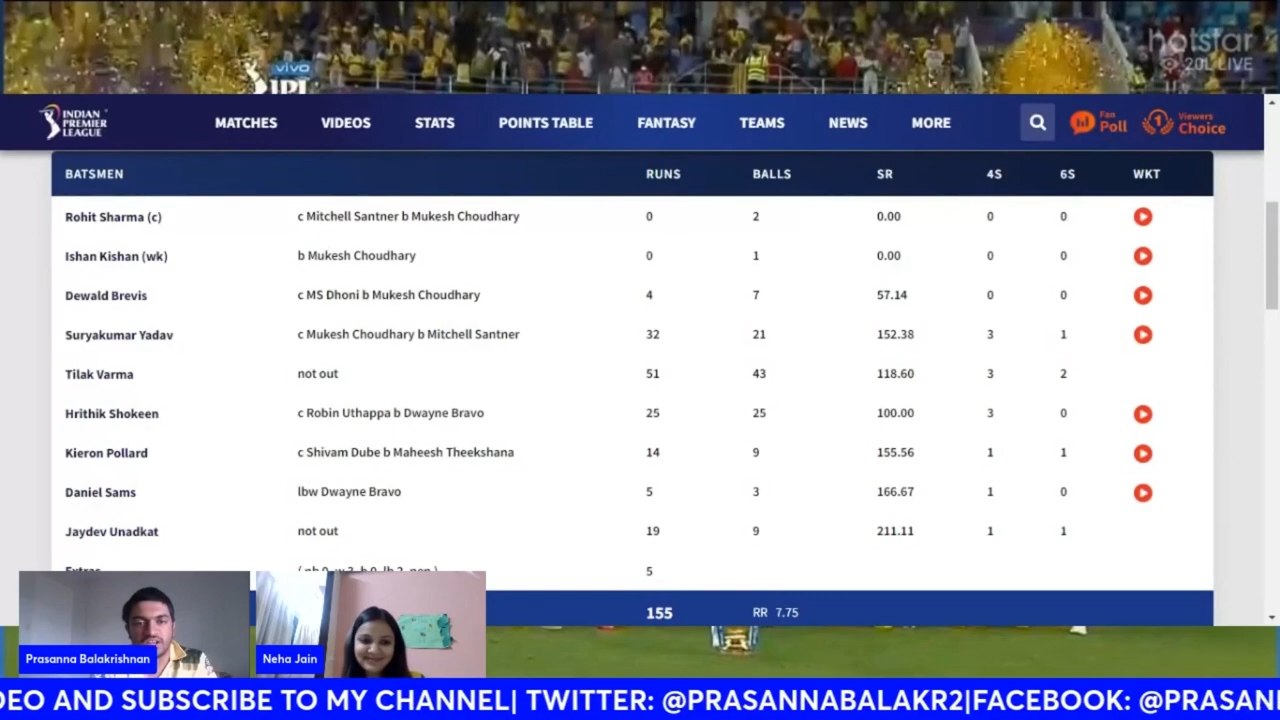 hotstar
20L LIVE
vivo
IPL
INDIAN
PREMIER
LEAGUE
MATCHES VIDEOS STATS POINTS TABLE FANTASY TEAMS NEWS MORE
Fan
Poll
Viewers
Choice
BATSMEN RUNS BALLS SR 4S 6S WKT
Rohit Sharma (c) c Mitchell Santner b Mukesh Choudhary 0 2 0.00 0 0
Ishan Kishan (wk) b Mukesh Choudhary 0 1 0.00 0 0
Dewald Brevis c MS Dhoni b Mukesh Choudhary 4 7 57.14 0 0
Suryakumar Yadav c Mukesh Choudhary b Mitchell Santner 32 21 152.38 3 1
Tilak Varma not out 51 43 118.60 3 2
Hrithik Shokeen c Robin Uthappa b Dwayne Bravo 25 25 100.00 3 0
Kieron Pollard c Shivam Dube b Maheesh Theekshana 14 9 155.56 1 1
Daniel Sams lbw Dwayne Bravo 5 3 166.67 1 0
Jaydev Unadkat not out 19 9 211.11 1 1
Extras 5
155 RR 7.75
Prasanna Balakrishnan
Neha Jain
DEO AND SUBSCRIBE TO MY CHANNEL| TWITTER: @PRASANNABALAKR2|FACEBOOK: @PRASAN